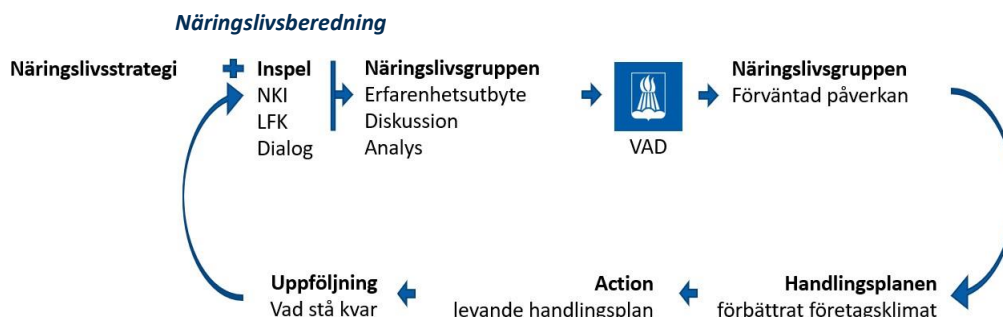 Näringslivsberedning
Näringslivsstrategi
Inspel
NKI
LFK
Dialog
Näringslivsgruppen
Erfarenhetsutbyte
Diskussion
Analys
VAD
Näringslivsgruppen
Förväntad påverkan
Uppföljning
Vad stå kvar
Action
levande handlingsplan
Handlingsplanen
förbättrat företagsklimat